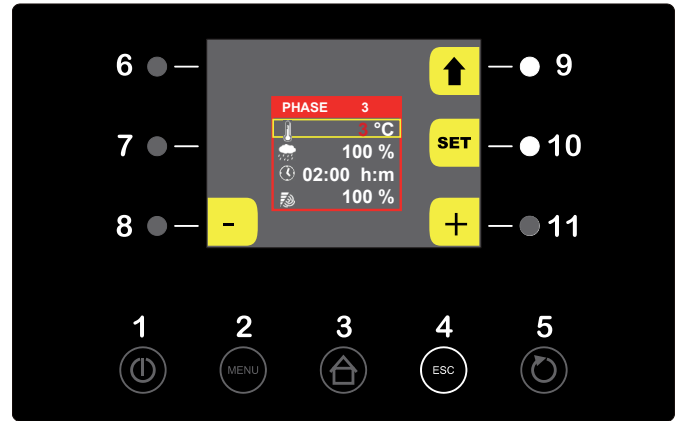 6 9
PHASE 3
3 °C
7 100 % SET 10
02:00 h:m
100 %
8 - + 11
1 2 3 4 5
MENU ESC